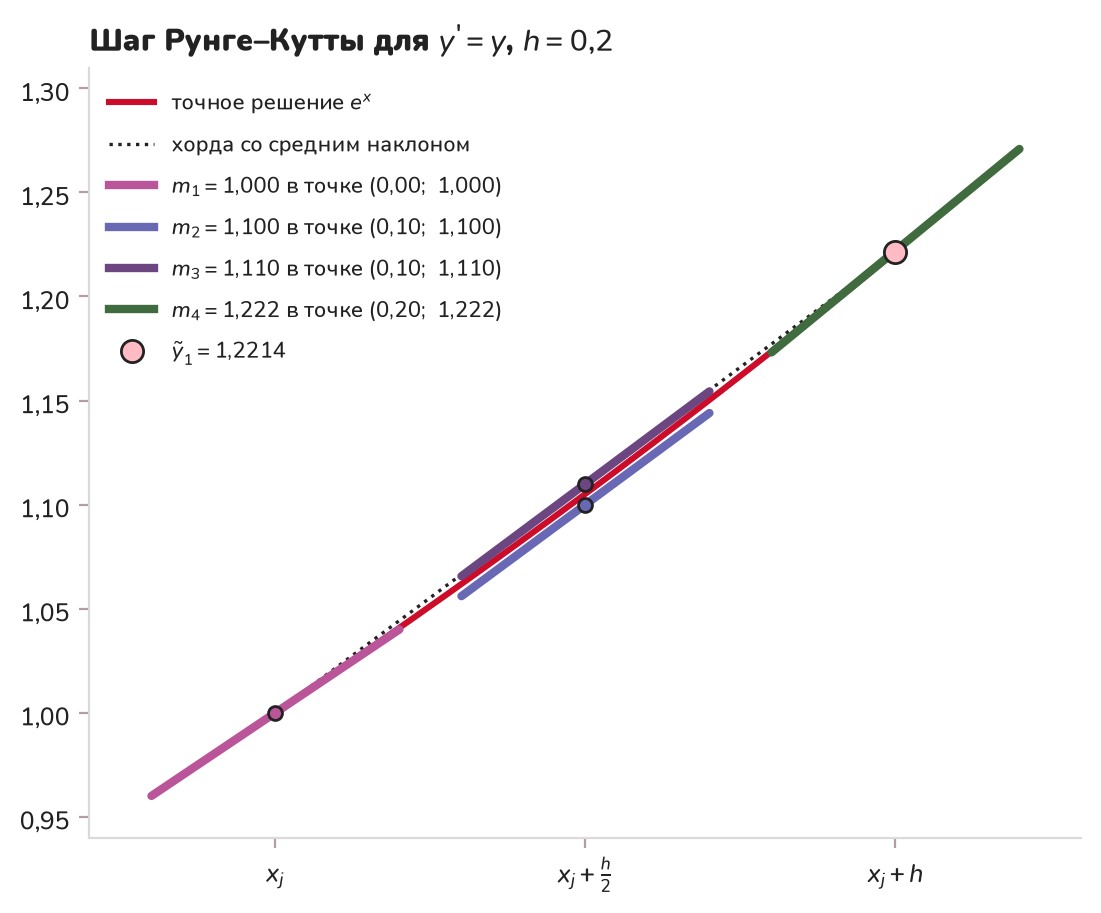 Шаг Рунге–Кутты для y' = y, h = 0,2
1,30
1,25
1,20
1,15
1,10
1,05
1,00
0,95
точное решение eˣ
хорда со средним наклоном
m₁ = 1,000 в точке (0,00; 1,000)
m₂ = 1,100 в точке (0,10; 1,100)
m₃ = 1,110 в точке (0,10; 1,110)
m₄ = 1,222 в точке (0,20; 1,222)
ỹ₁ = 1,2214
xⱼ
xⱼ + h/2
xⱼ + h